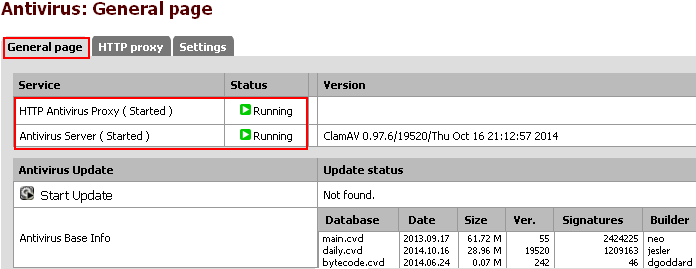 Antivirus: General page
General page HTTP proxy Settings
Service Status Version
HTTP Antivirus Proxy ( Started ) Running
Antivirus Server ( Started ) Running ClamAV 0.97.6/19520/Thu Oct 16 21:12:57 2014
Antivirus Update Update status
Start Update Not found.
Antivirus Base Info
Database Date Size Ver. Signatures Builder
main.cvd 2013.09.17 61.72 M 55 2424225 neo
daily.cvd 2014.10.16 28.96 M 19520 1209163 jesler
bytecode.cvd 2014.06.24 0.07 M 242 46 dgoddard